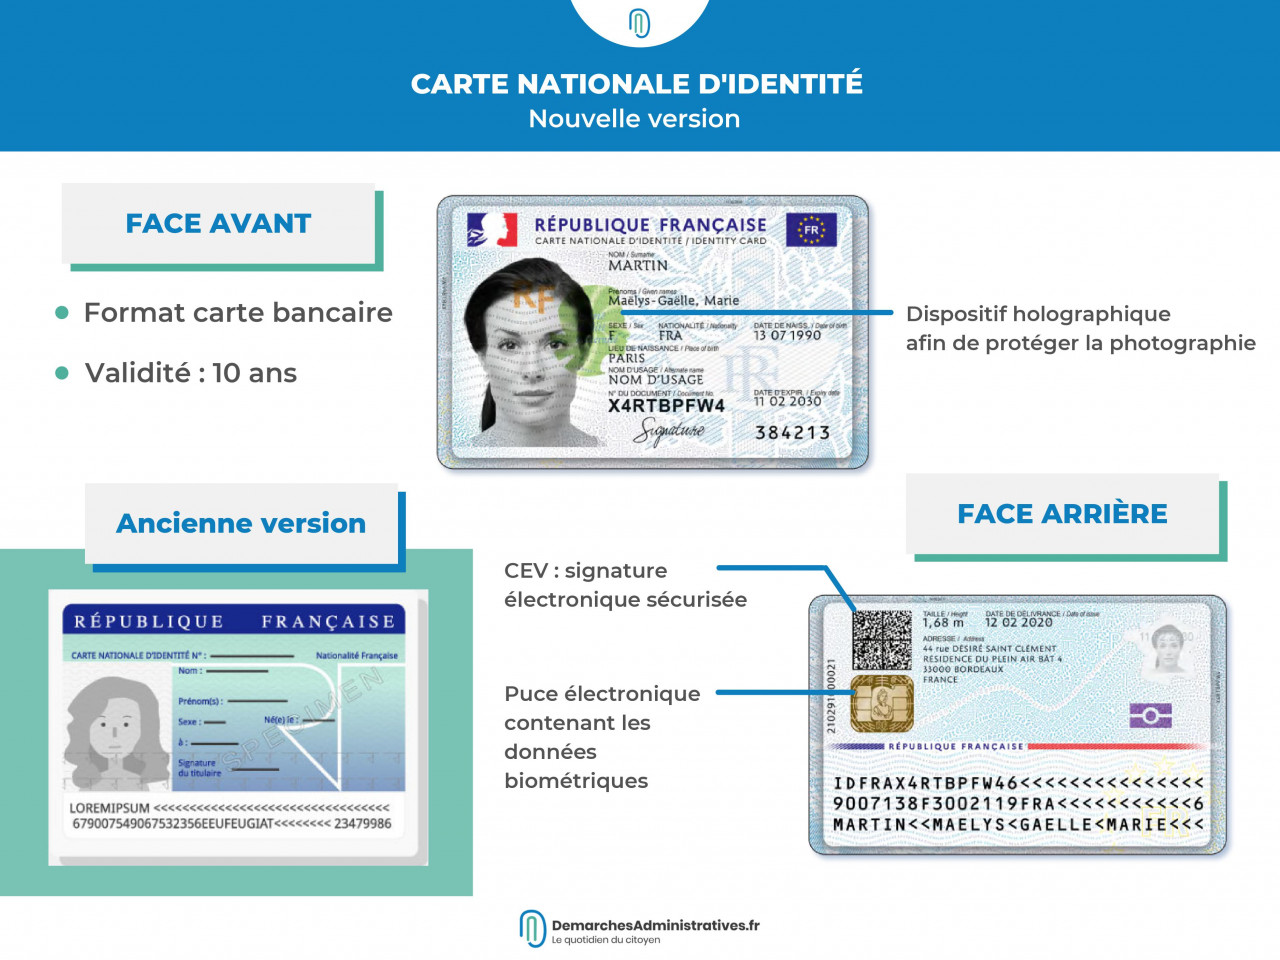 CARTE NATIONALE D'IDENTITÉ
Nouvelle version
FACE AVANT
Format carte bancaire
Validité : 10 ans
RÉPUBLIQUE FRANÇAISE
FR
CARTE NATIONALE D'IDENTITÉ / IDENTITY CARD
NOM / Surname
MARTIN
Prénoms / Given names
Maëlys-Gaëlle, Marie
SEXE / Sex NATIONALITÉ / Nationality DATE DE NAISS. / Date of birth
F FRA 13 07 1990
LIEU DE NAISSANCE / Place of birth
PARIS
NOM D'USAGE / Alternate name
NOM D'USAGE
N° DU DOCUMENT / Document No DATE D'EXPIR. / Expiry date
X4RTBPFW4 11 02 2030
Signature
384213
RF
Dispositif holographique
afin de protéger la photographie
Ancienne version
RÉPUBLIQUE FRANÇAISE
CARTE NATIONALE D'IDENTITÉ N° : Nationalité Française
Nom :
Prénom(s) :
Sexe : Né(e) le :
à :
Signature
du titulaire
SPECIMEN
LOREMIPSUM <<<<<<<<<<<<<<<<<<<<<<<<<<<<<<<<<<
679007549067532356EEUFEUGIAT<<<<<<<< 23479986
FACE ARRIÈRE
CEV : signature
électronique sécurisée
Puce électronique
contenant les
données
biométriques
TAILLE / Height DATE DE DÉLIVRANCE / Date of issue
1,68 m 12 02 2020
ADRESSE / Address
44 rue DÉSIRÉ SAINT CLÉMENT
RÉSIDENCE DU PLEIN AIR BÂT 4
33000 BORDEAUX
FRANCE
RÉPUBLIQUE FRANÇAISE
IDFRAX4RTBPFW46<<<<<<<<<<<<<<<
9007138F3002119FRA<<<<<<<<<<<6
MARTIN<<MAELYS<GAELLE<MARIE<<<
DemarchesAdministratives.fr
Le quotidien du citoyen